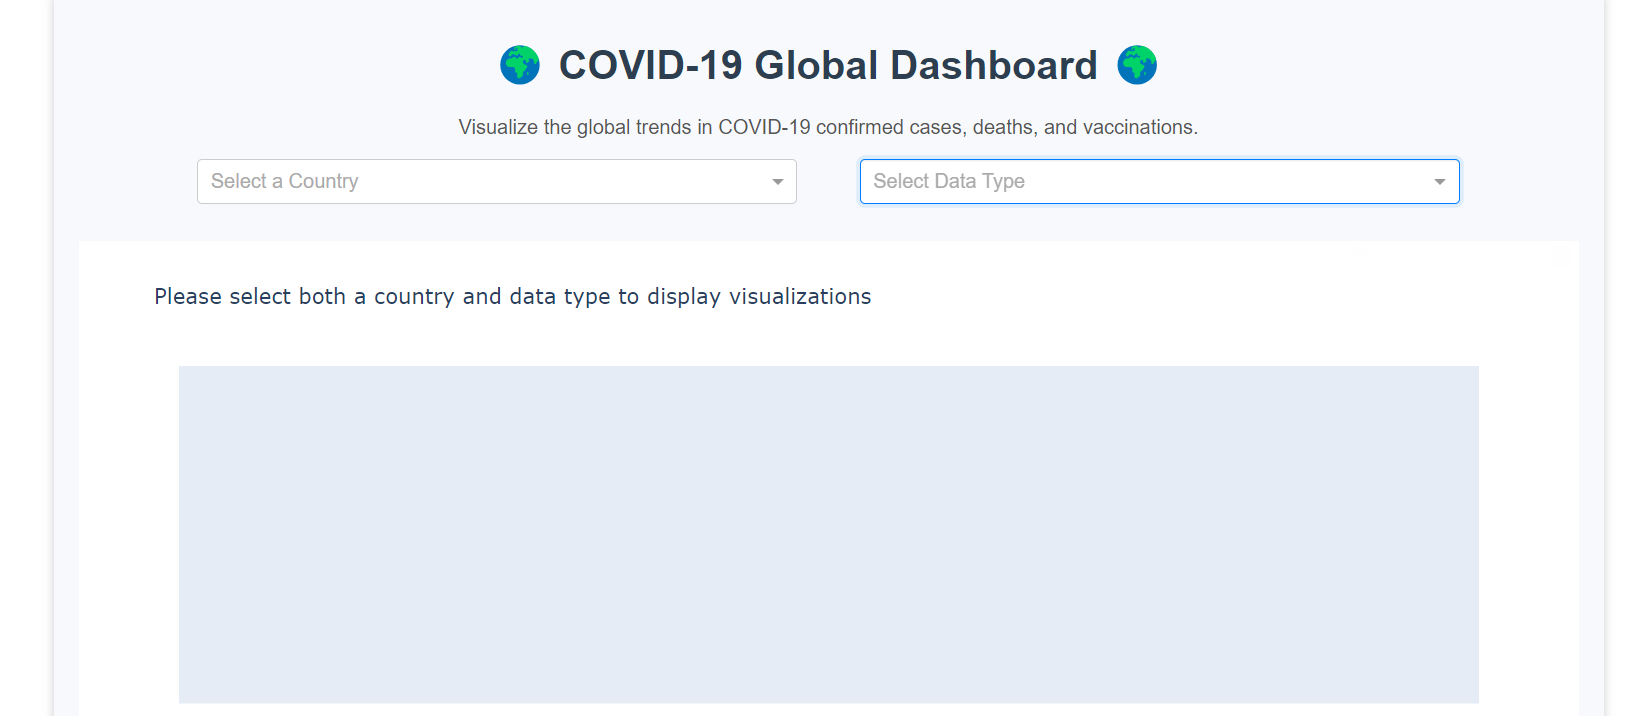 COVID-19 Global Dashboard
Visualize the global trends in COVID-19 confirmed cases, deaths, and vaccinations.
Select a Country
Select Data Type
Please select both a country and data type to display visualizations